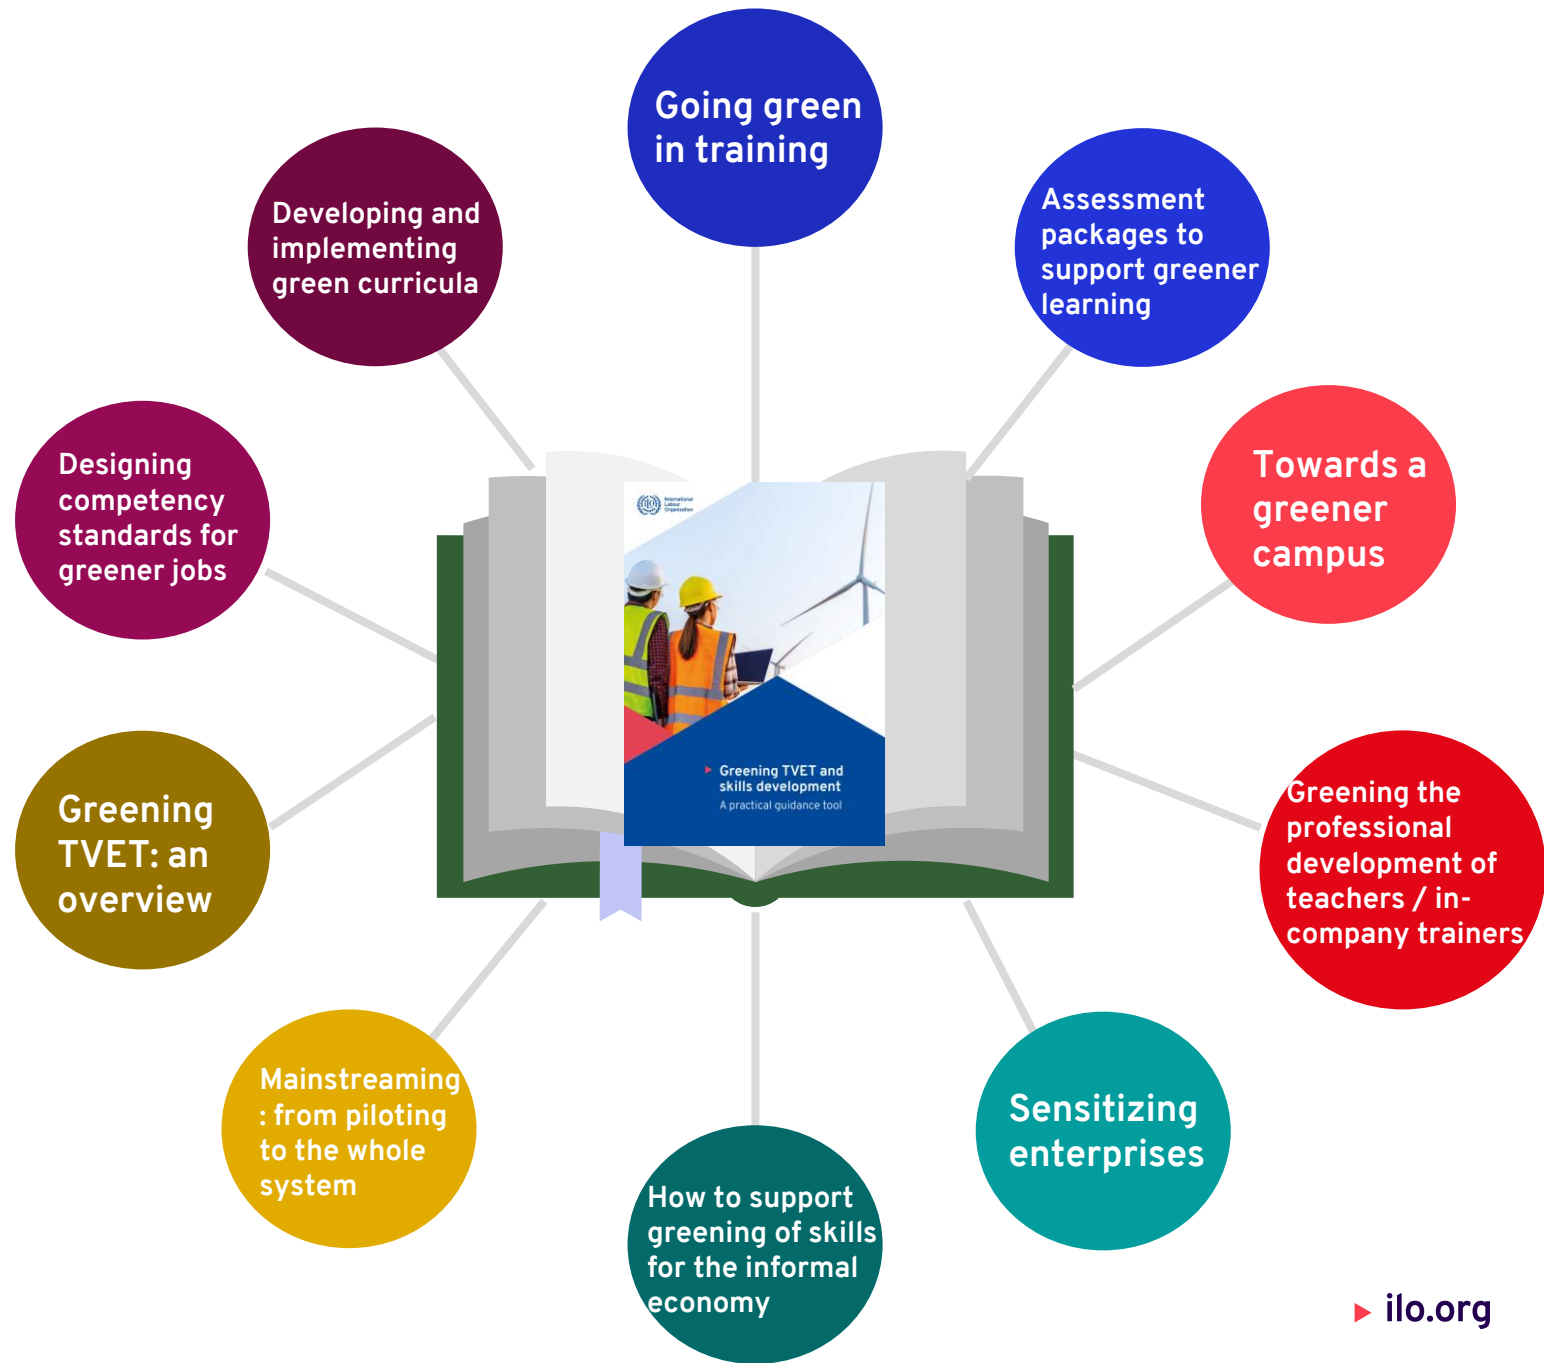 Going green
in training
Developing and
implementing
green curricula
Assessment
packages to
support greener
learning
Designing
competency
standards for
greener jobs
Towards a
greener
campus
International
Labour
Organization
Greening TVET and
skills development
A practical guidance tool
Greening
TVET: an
overview
Greening the
professional
development of
teachers / in-
company trainers
Mainstreaming
: from piloting
to the whole
system
Sensitizing
enterprises
How to support
greening of skills
for the informal
economy
ilo.org